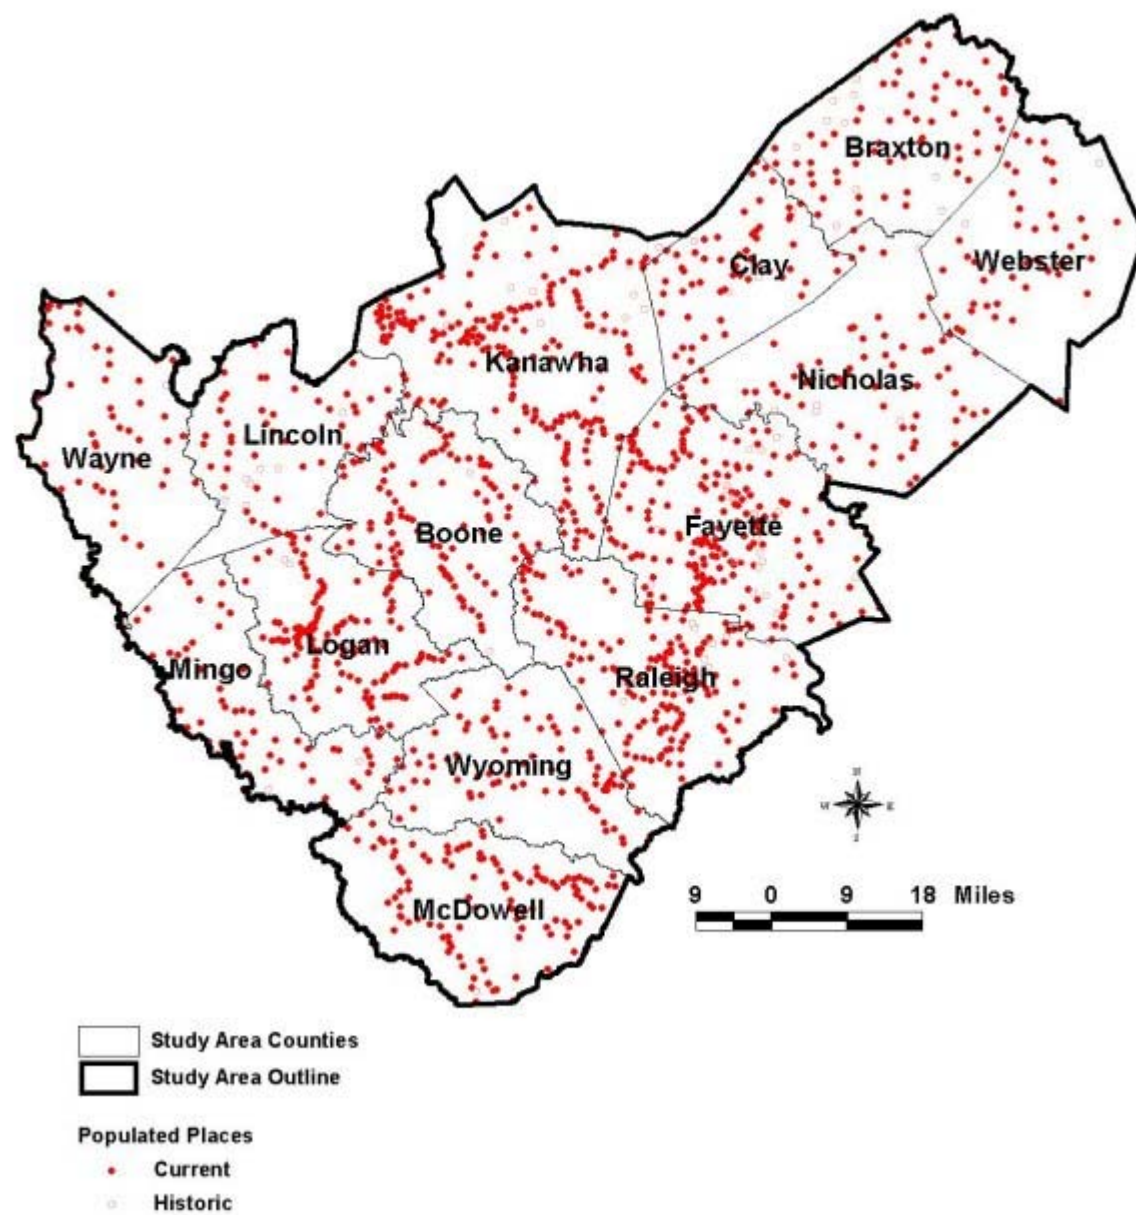 Braxton
Clay
Webster
Kanawha
Nicholas
Lincoln
Wayne
Boone
Fayette
Logan
Mingo
Raleigh
Wyoming
McDowell
N
W
E
S
9 0 9 18 Miles
Study Area Counties
Study Area Outline
Populated Places
Current
Historic